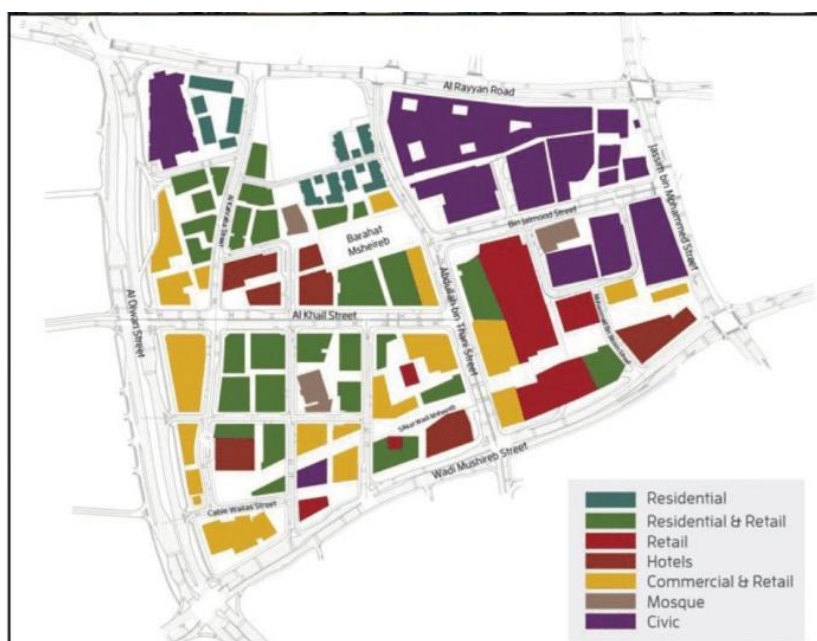 Al Rayyan Road
Jassim bin Mohammed Street
Bin Jalmood Street
Barahat
Msheireb
Abdullah bin Thani Street
Al Khail Street
Al Diwan Street
Wadi Mushireb Street
Residential
Residential & Retail
Retail
Hotels
Commercial & Retail
Mosque
Civic